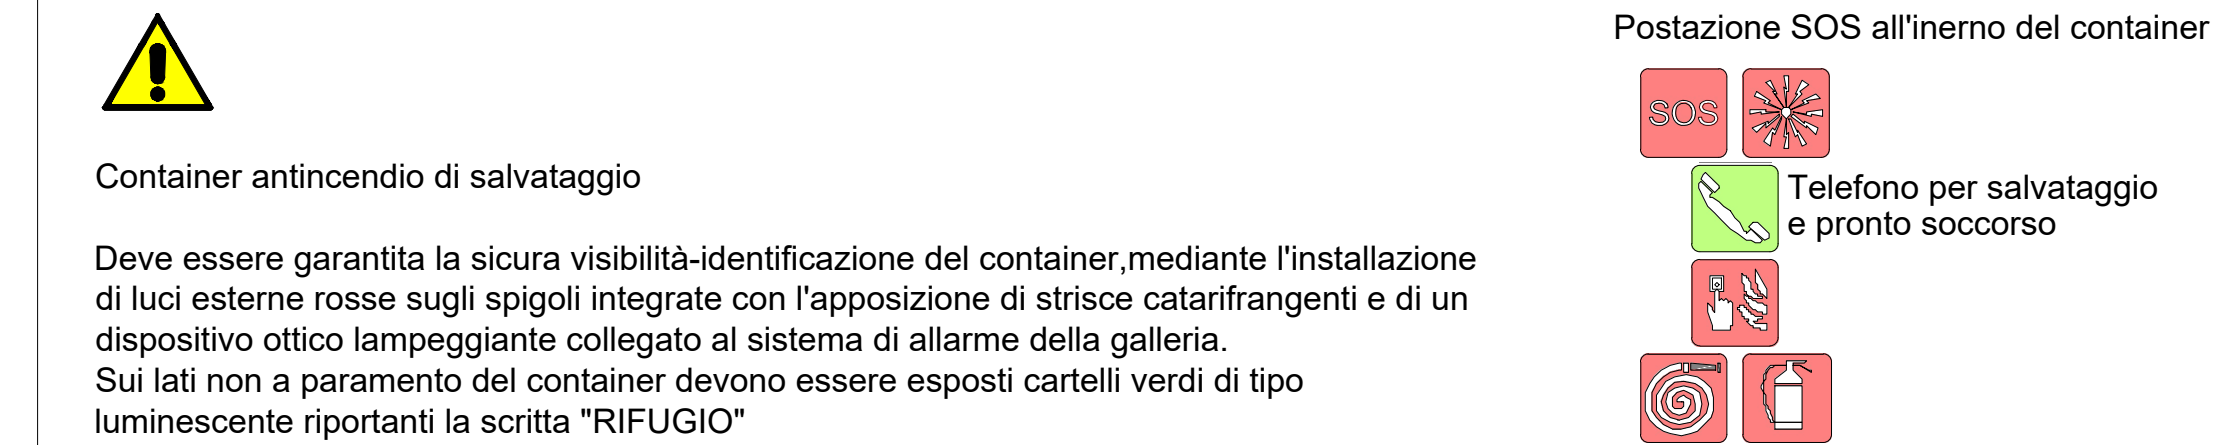 Container antincendio di salvataggio
Deve essere garantita la sicura visibilità-identificazione del container,mediante l'installazione
di luci esterne rosse sugli spigoli integrate con l'apposizione di strisce catarifrangenti e di un
dispositivo ottico lampeggiante collegato al sistema di allarme della galleria.
Sui lati non a paramento del container devono essere esposti cartelli verdi di tipo
luminescente riportanti la scritta "RIFUGIO"
Postazione SOS all'inerno del container
SOS
Telefono per salvataggio
e pronto soccorso